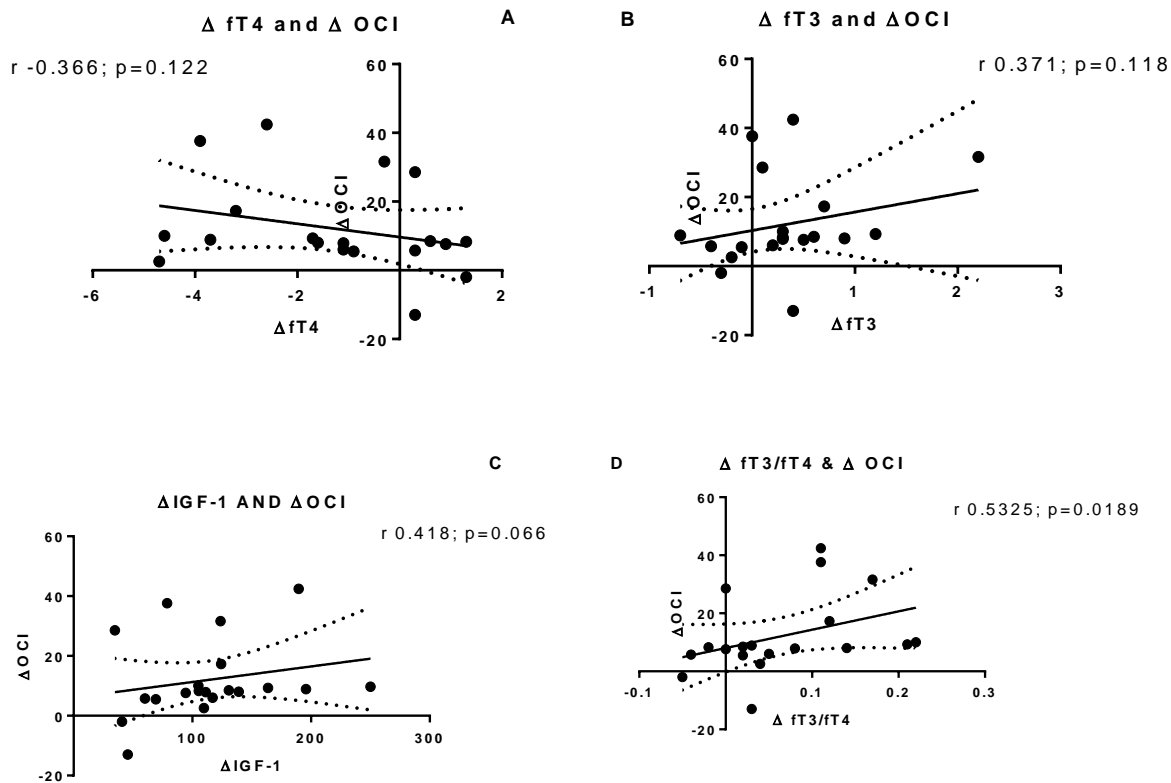 A
Δ fT4 and Δ OCI
r -0.366; p=0.122
60
40
20
-20
ΔOCI
-6
-4
-2
2
ΔfT4
B
Δ fT3 and ΔOCI
r 0.371; p=0.118
60
40
20
-20
ΔOCI
-1
1
2
3
ΔfT3
C
ΔIGF-1 AND ΔOCI
r 0.418; p=0.066
60
40
20
0
-20
ΔOCI
100
200
300
ΔIGF-1
D
Δ fT3/fT4 & Δ OCI
r 0.5325; p=0.0189
60
40
20
-20
ΔOCI
-0.1
0.1
0.2
0.3
Δ fT3/fT4